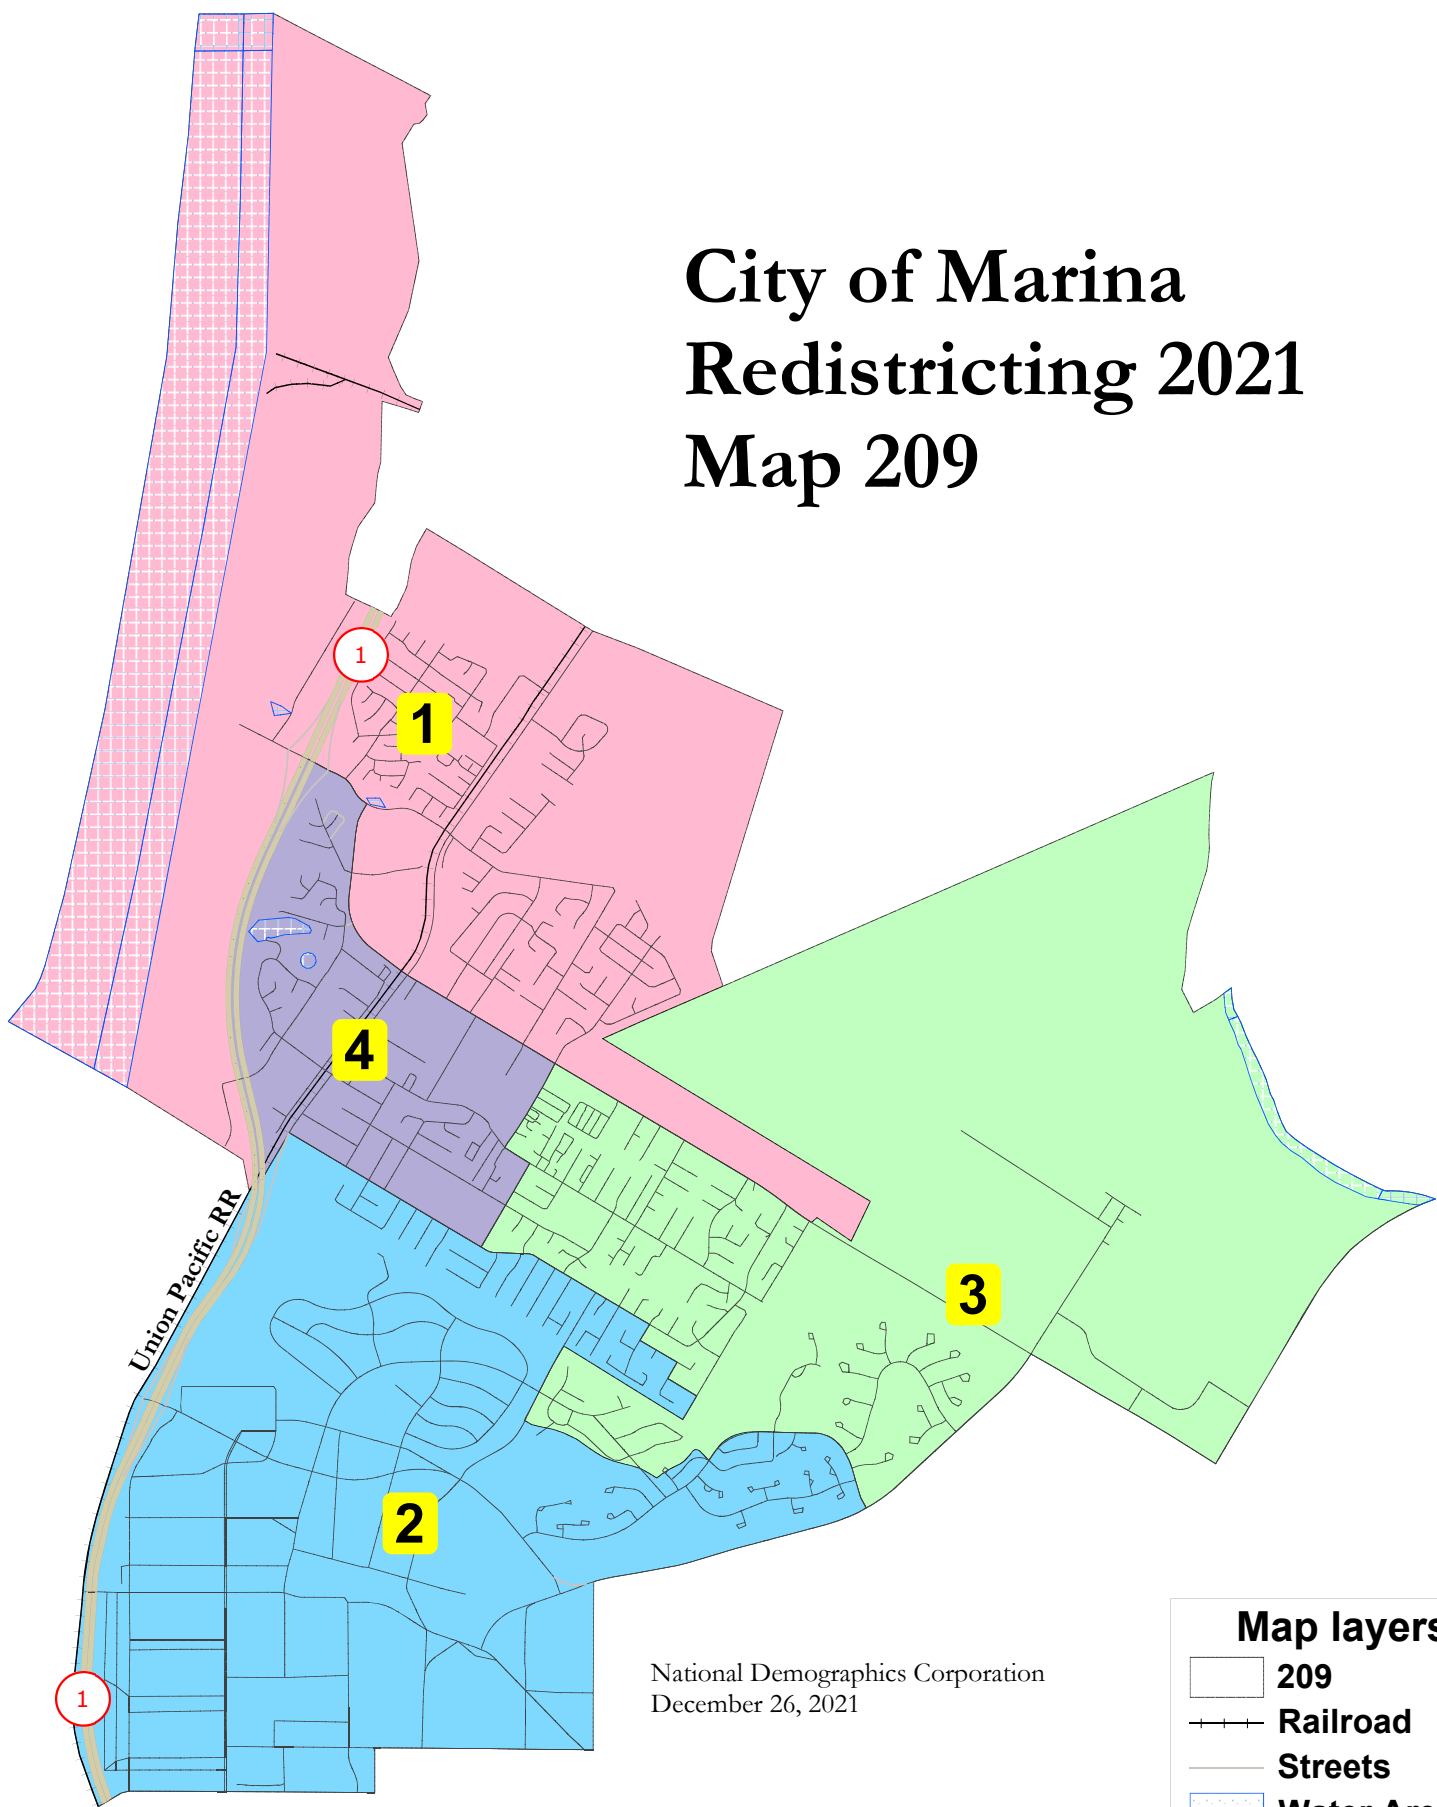 City of Marina
Redistricting 2021
Map 209
1
1
4
3
Union Pacific RR
2
1
National Demographics Corporation
December 26, 2021
Map layers
209
Railroad
Streets